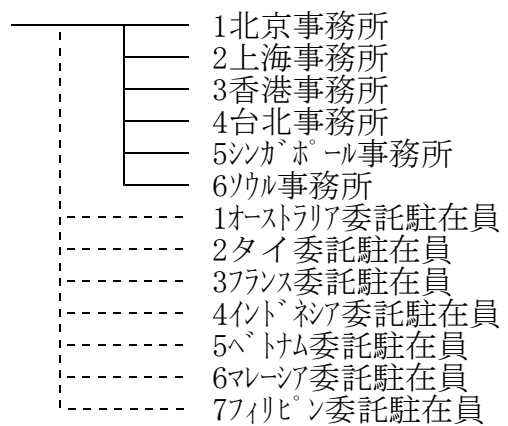 1北京事務所
2上海事務所
3香港事務所
4台北事務所
5ｼﾝｶﾞﾎﾟｰﾙ事務所
6ｿｳﾙ事務所
1ｵｰｽﾄﾗﾘｱ委託駐在員
2タイ委託駐在員
3ﾌﾗﾝｽ委託駐在員
4ｲﾝﾄﾞﾈｼｱ委託駐在員
5ﾍﾞﾄﾅﾑ委託駐在員
6ﾏﾚｰｼｱ委託駐在員
7ﾌｨﾘﾋﾟﾝ委託駐在員